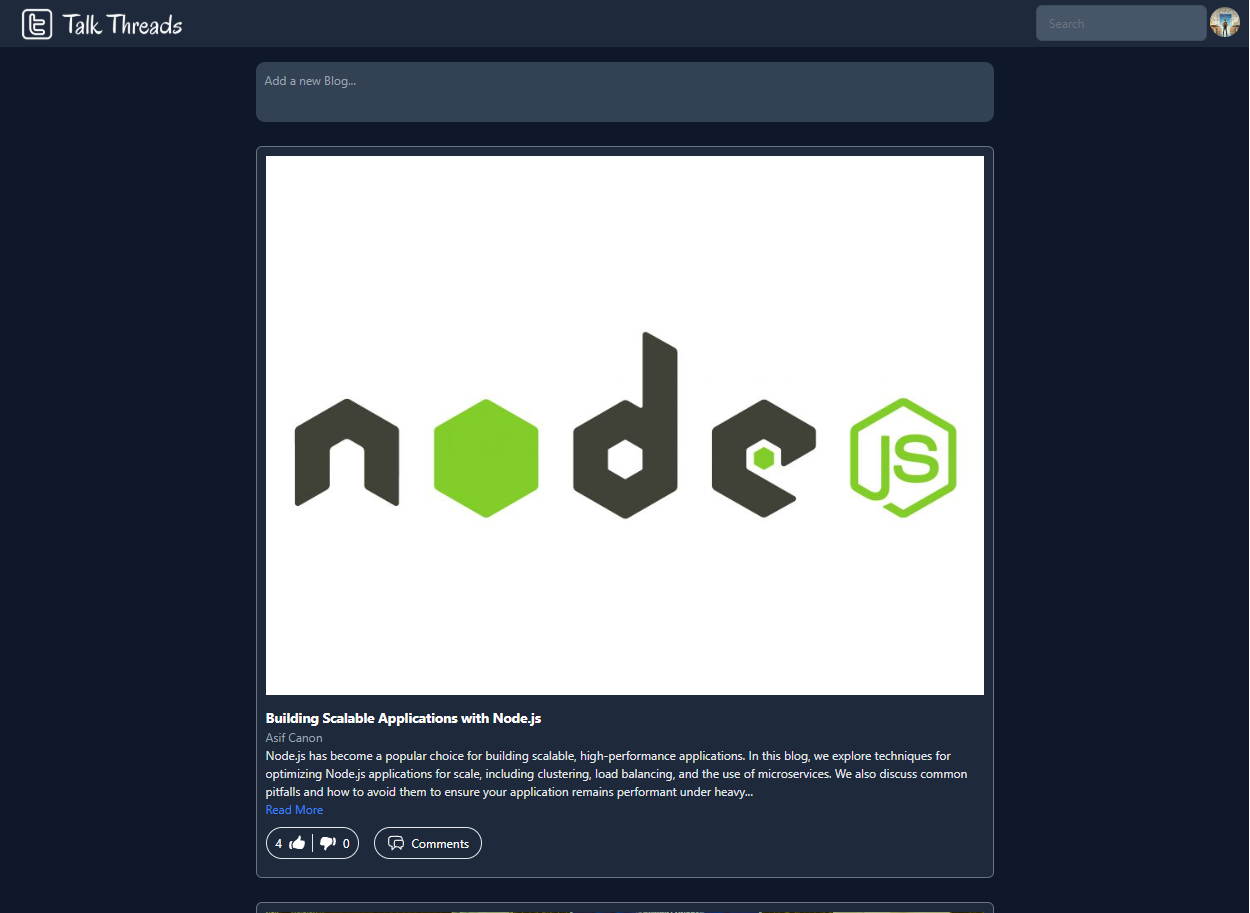 Talk Threads
Search
Add a new Blog...
node JS
Building Scalable Applications with Node.js
Asif Canon
Node.js has become a popular choice for building scalable, high-performance applications. In this blog, we explore techniques for
optimizing Node.js applications for scale, including clustering, load balancing, and the use of microservices. We also discuss common
pitfalls and how to avoid them to ensure your application remains performant under heavy...
Read More
4 0 Comments